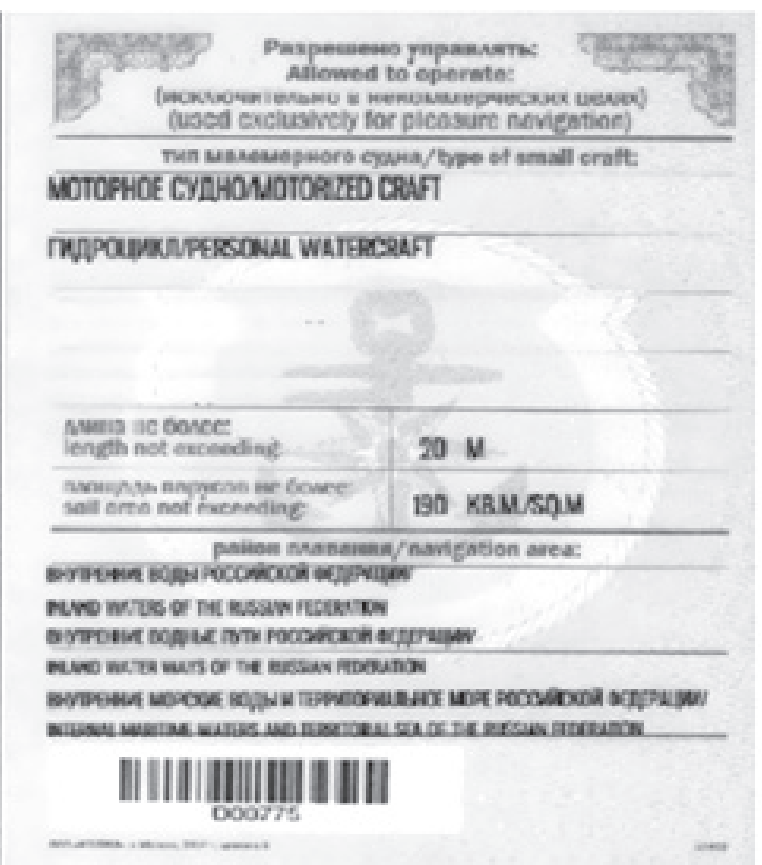 Разрешено управлять:
Allowed to operate:
(исключительно в некоммерческих целях)
(used exclusively for pleasure navigation)
тип маломерного судна/type of small craft:
МОТОРНОЕ СУДНО/MOTORIZED CRAFT
ГИДРОЦИКЛ/PERSONAL WATERCRAFT
длина не более:
length not exceeding:
20 М
площадь парусов не более:
sail area not exceeding:
190 КВ.М./SQ.M
район плавания/navigation area:
ВНУТРЕННИЕ ВОДЫ РОССИЙСКОЙ ФЕДЕРАЦИИ/
INLAND WATERS OF THE RUSSIAN FEDERATION
ВНУТРЕННИЕ ВОДНЫЕ ПУТИ РОССИЙСКОЙ ФЕДЕРАЦИИ/
INLAND WATER WAYS OF THE RUSSIAN FEDERATION
ВНУТРЕННИЕ МОРСКИЕ ВОДЫ И ТЕРРИТОРИАЛЬНОЕ МОРЕ РОССИЙСКОЙ ФЕДЕРАЦИИ/
INTERNAL MARITIME WATERS AND TERRITORIAL SEA OF THE RUSSIAN FEDERATION
D00775